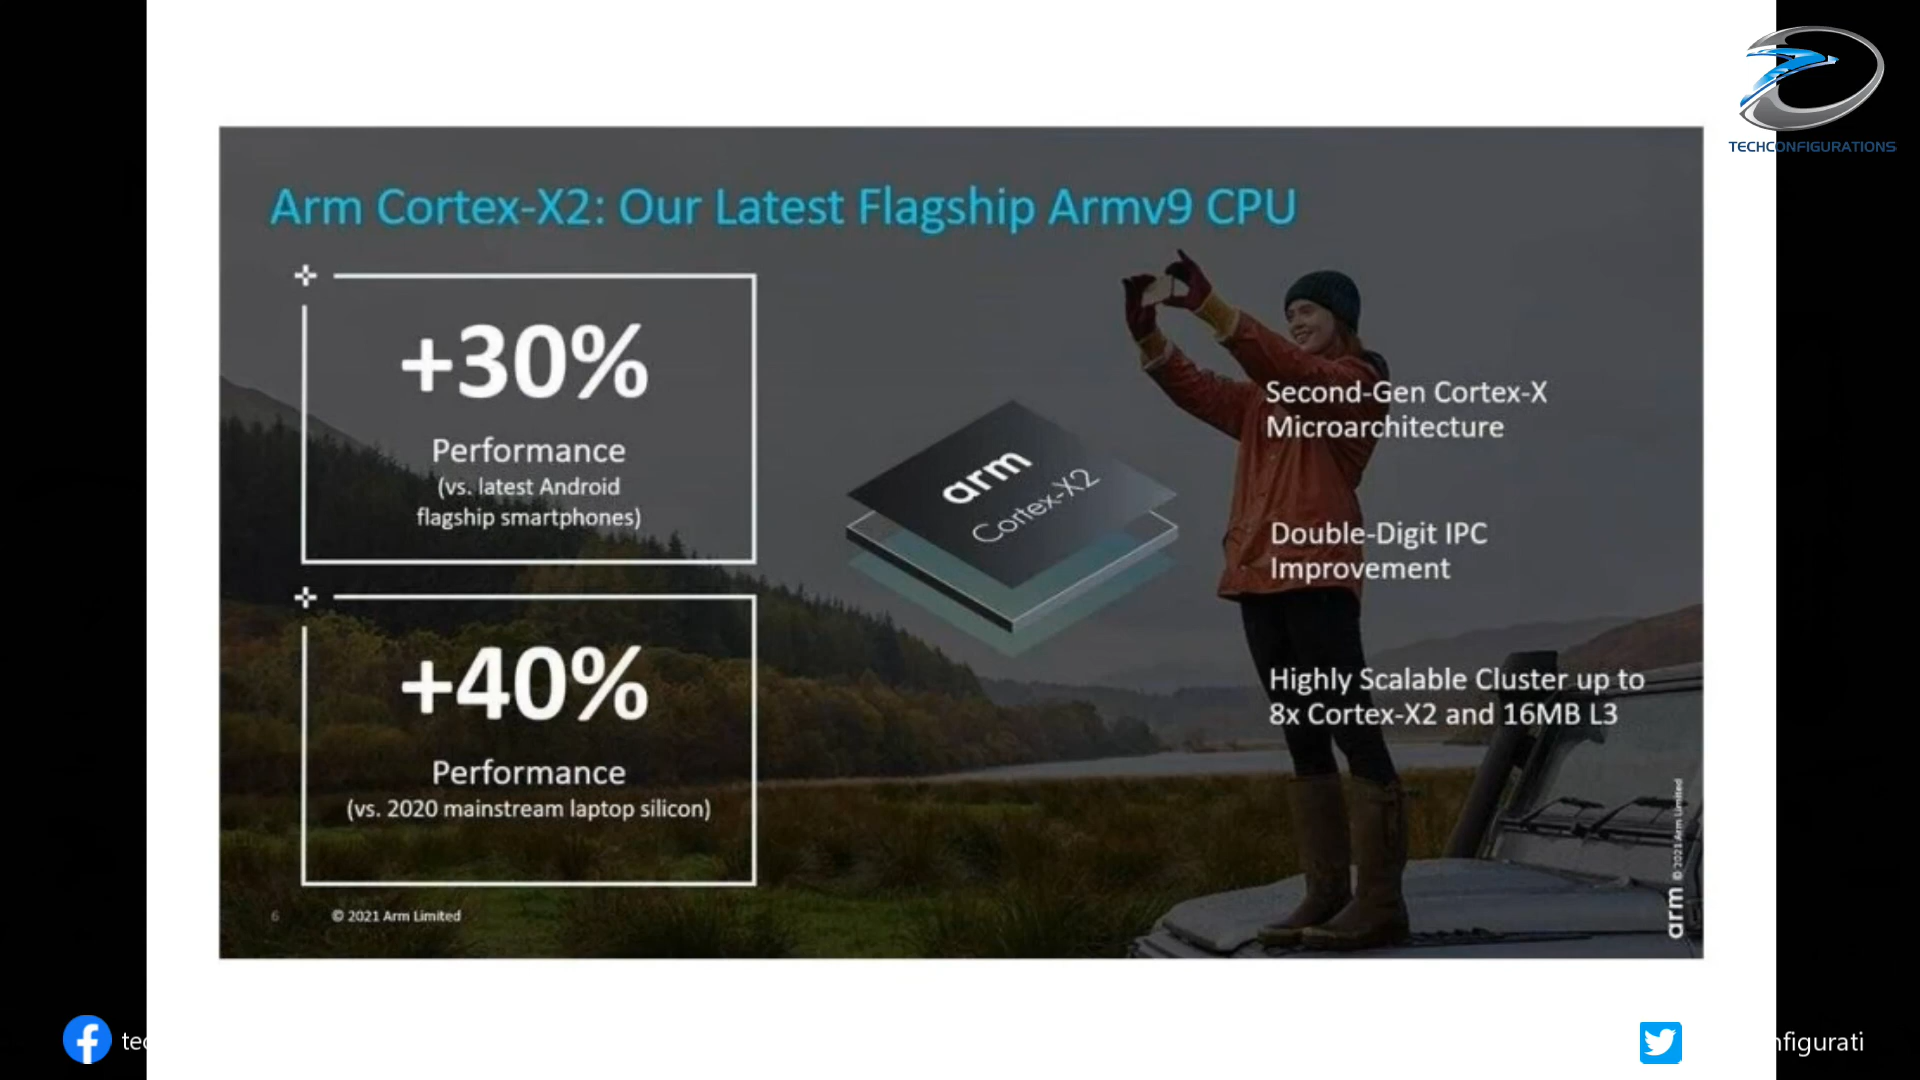 TECHCONFIGURATIONS
Arm Cortex-X2: Our Latest Flagship Armv9 CPU
+30%
Performance
(vs. latest Android
flagship smartphones)
+40%
Performance
(vs. 2020 mainstream laptop silicon)
arm
Cortex-X2
Second-Gen Cortex-X
Microarchitecture
Double-Digit IPC
Improvement
Highly Scalable Cluster up to
8x Cortex-X2 and 16MB L3
arm © 2021 Arm Limited
6
© 2021 Arm Limited
tec
nfigurati